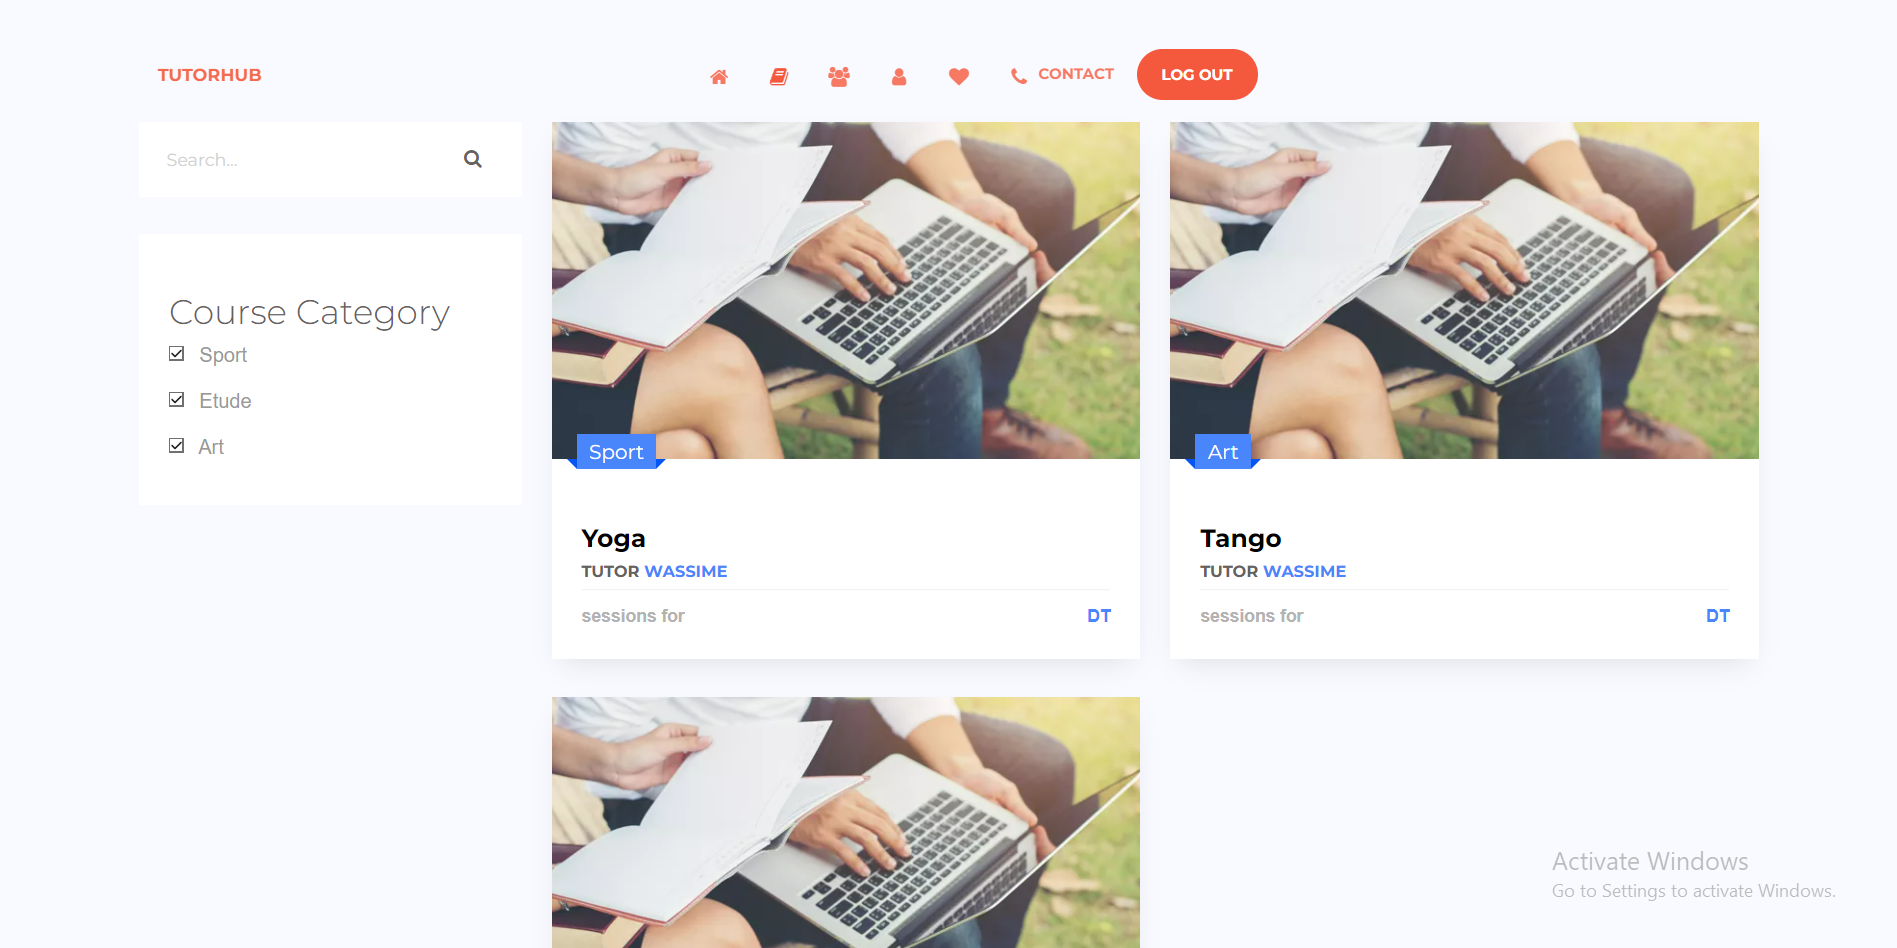 TUTORHUB
CONTACT
LOG OUT
Search...
Course Category
Sport
Etude
Art
Sport
Yoga
TUTOR WASSIME
sessions for DT
Art
Tango
TUTOR WASSIME
sessions for DT
Activate Windows
Go to Settings to activate Windows.